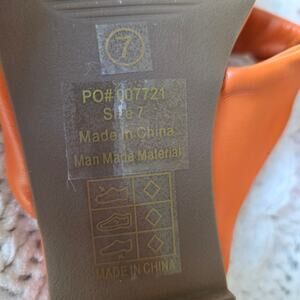 7
PO# 007721
Size 7
Made in China
Man Made Material
MADE IN CHINA